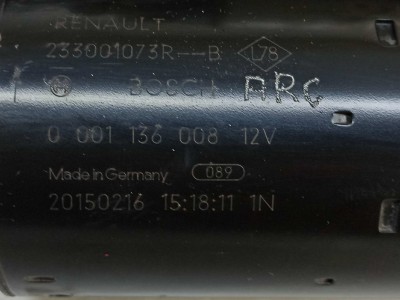 RENAULT
233001073R--B L78
BOSCH ARG
0 001 136 008 12V
Made in Germany 089
20150216 15:18:11 1N